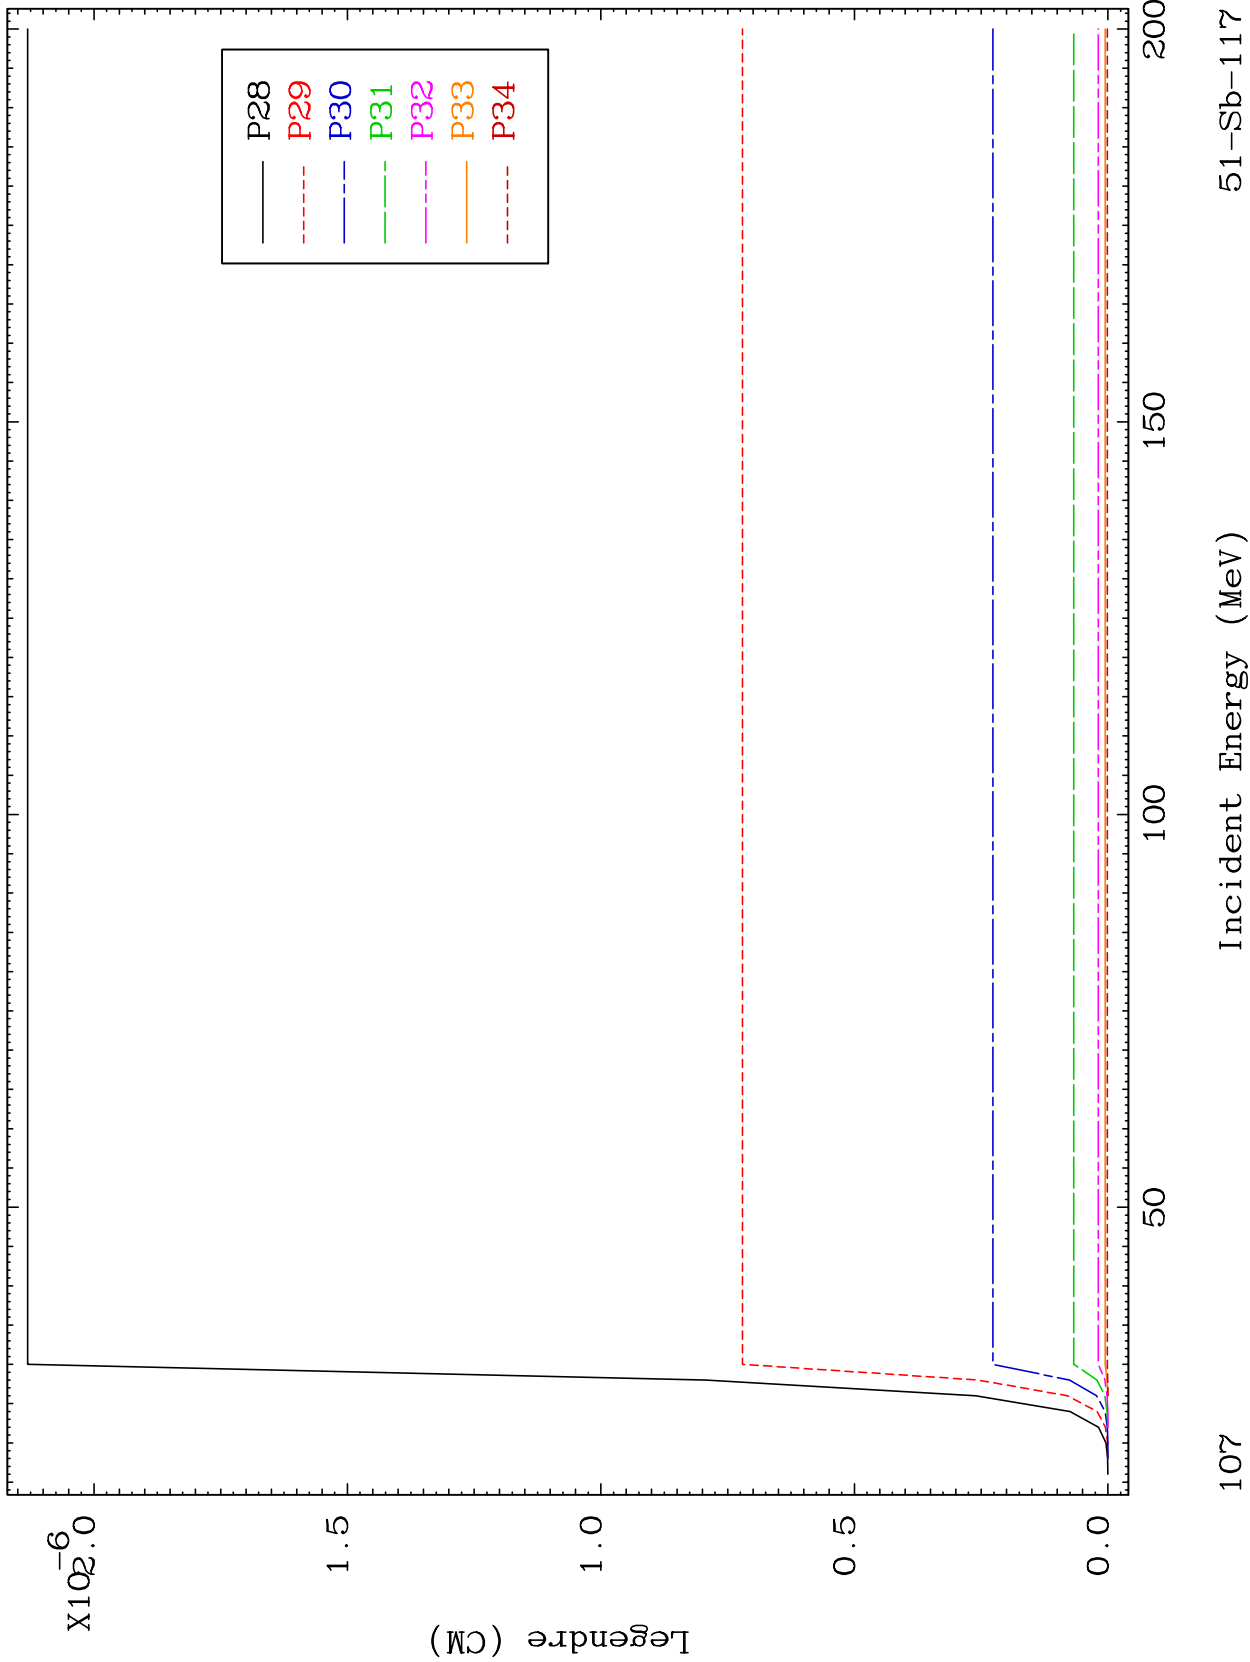 X10-6
2.0
1.5
1.0
0.5
0.0
Legendre (CM)
P28
P29
P30
P31
P32
P33
P34
50
100
150
200
Incident Energy (MeV)
107
51-Sb-117